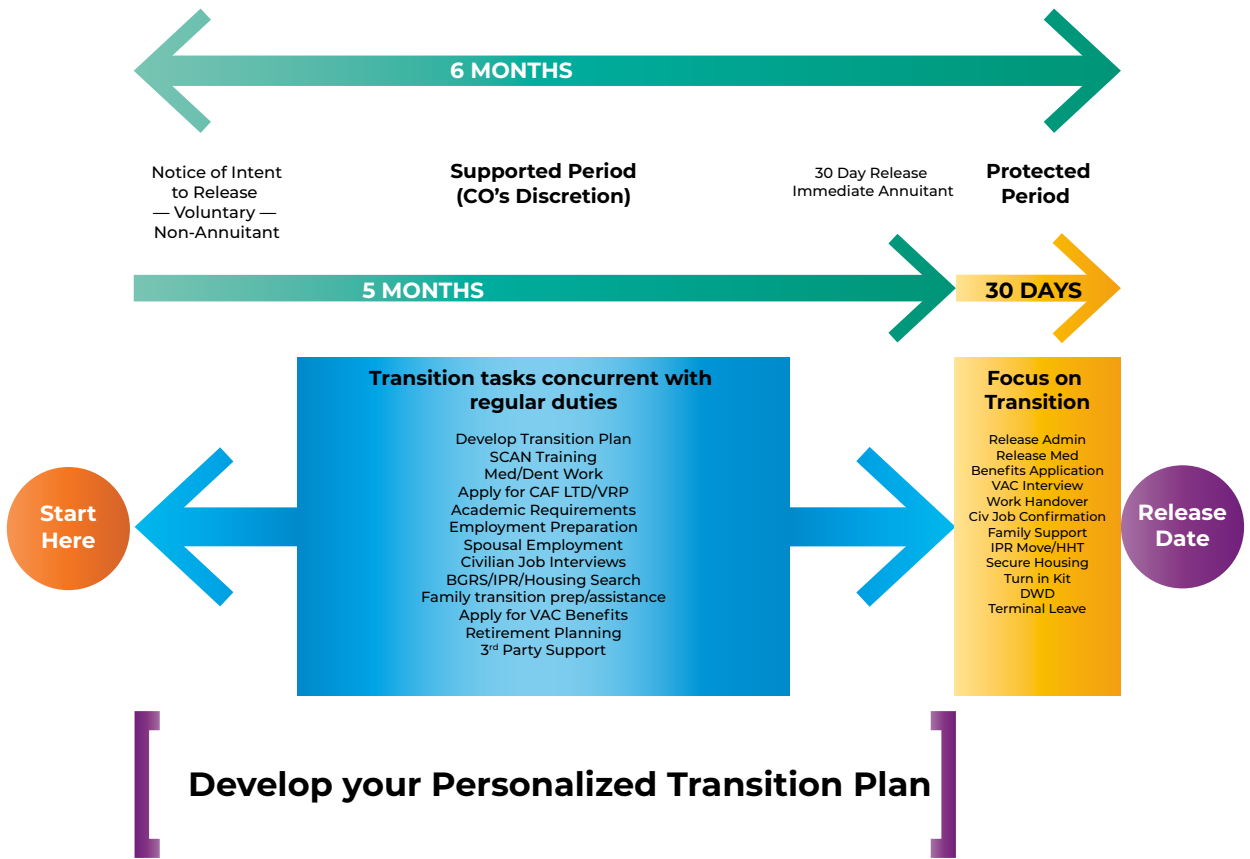 6 MONTHS
Notice of Intent
to Release
— Voluntary —
Non-Annuitant
Supported Period
(CO’s Discretion)
30 Day Release
Immediate Annuitant
Protected
Period
5 MONTHS
30 DAYS
Start
Here
Transition tasks concurrent with
regular duties
Develop Transition Plan
SCAN Training
Med/Dent Work
Apply for CAF LTD/VRP
Academic Requirements
Employment Preparation
Spousal Employment
Civilian Job Interviews
BGRS/IPR/Housing Search
Family transition prep/assistance
Apply for VAC Benefits
Retirement Planning
3rd Party Support
Focus on
Transition
Release Admin
Release Med
Benefits Application
VAC Interview
Work Handover
Civ Job Confirmation
Family Support
IPR Move/HHT
Secure Housing
Turn in Kit
DWD
Terminal Leave
Release
Date
Develop your Personalized Transition Plan